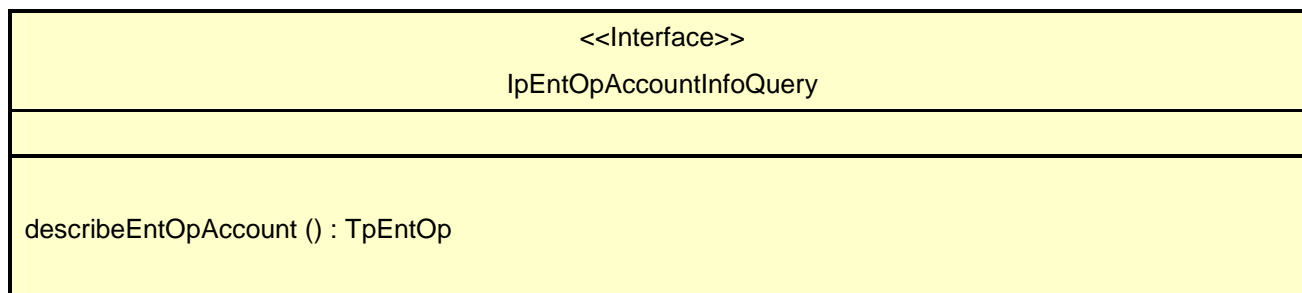 <<Interface>>
IpEntOpAccountInfoQuery
describeEntOpAccount () : TpEntOp